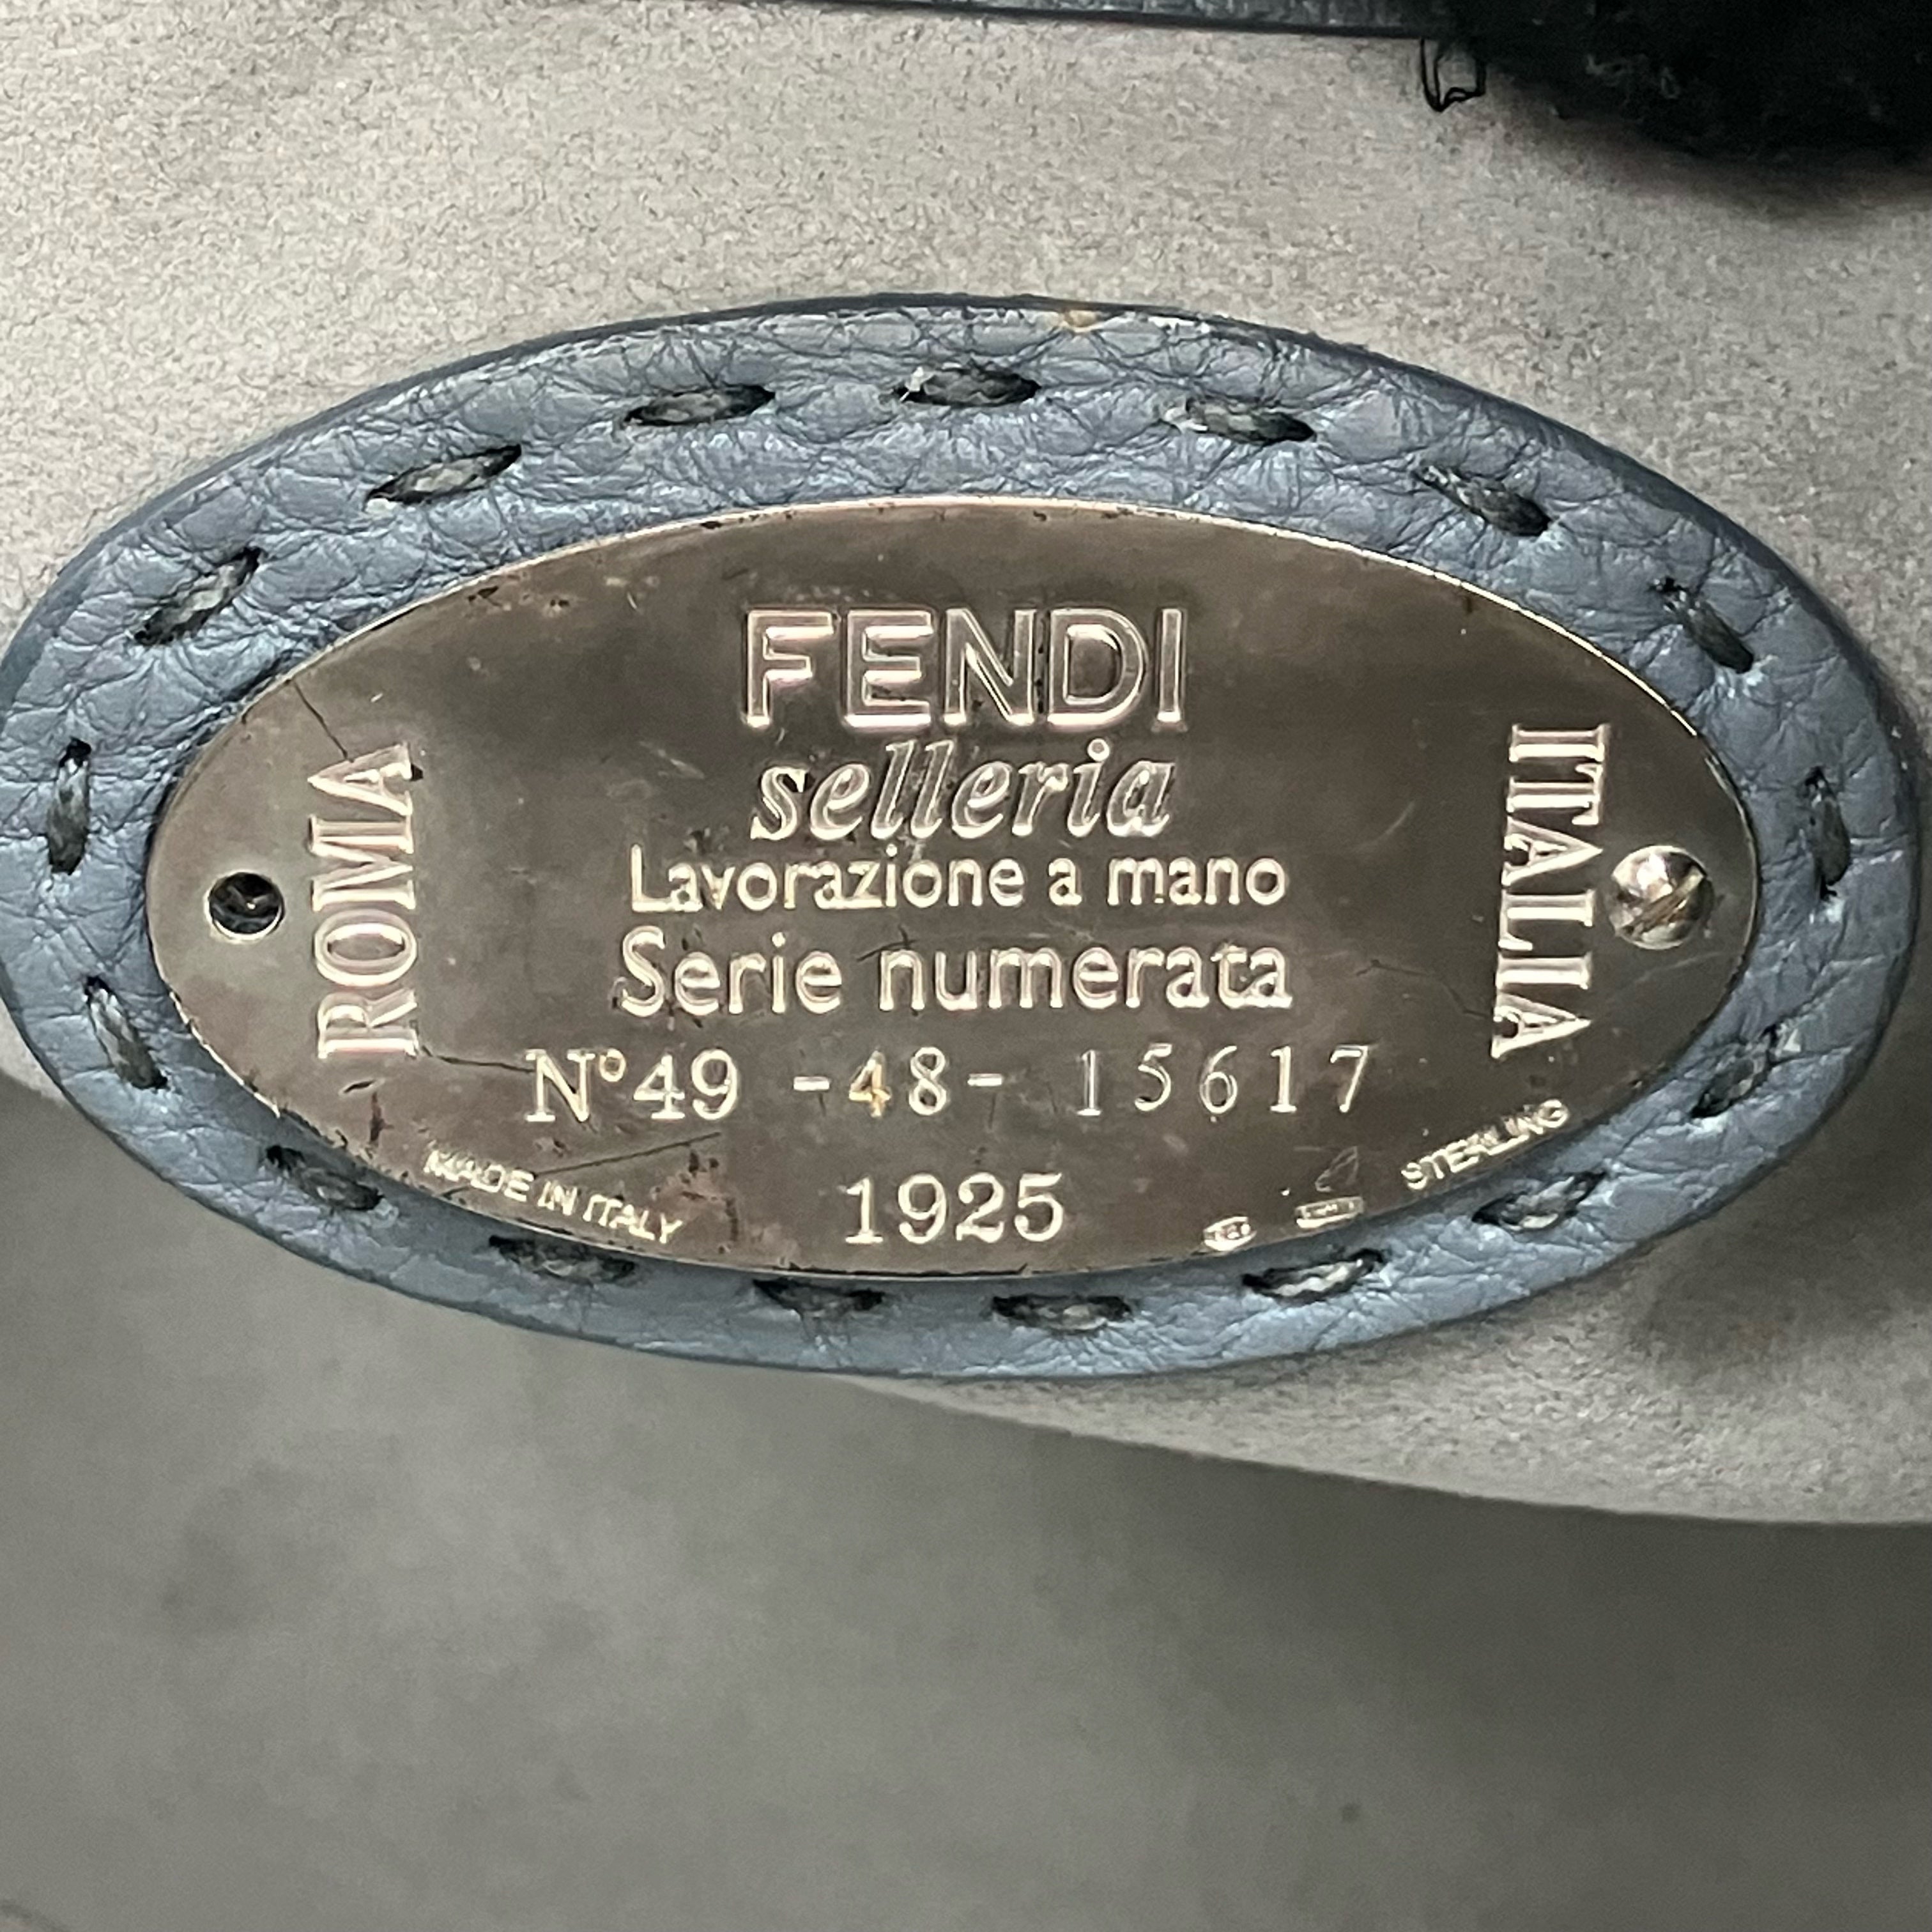 FENDI
selleria
Lavorazione a mano
Serie numerata
N°49 -48- 15617
1925
ROMA
ITALIA
MADE IN ITALY
STERLING